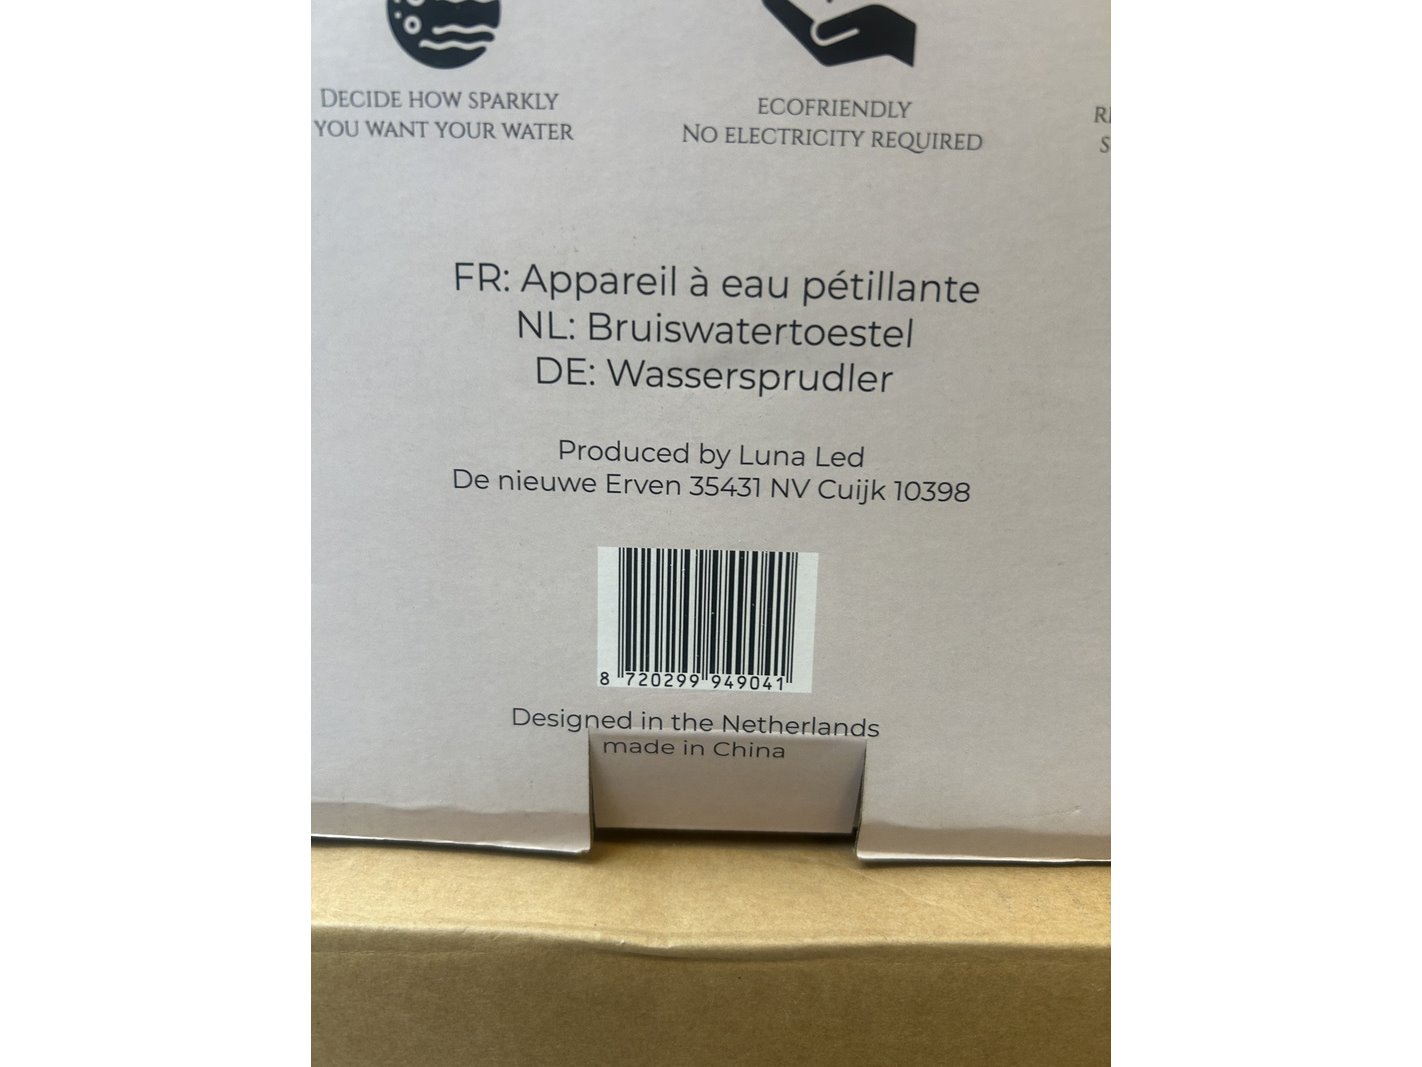 DECIDE HOW SPARKLY
YOU WANT YOUR WATER
ECOFRIENDLY
NO ELECTRICITY REQUIRED
FR: Appareil à eau pétillante
NL: Bruiswatertoestel
DE: Wassersprudler
Produced by Luna Led
De nieuwe Erven 35431 NV Cuijk 10398
8 720299 949041
Designed in the Netherlands
made in China